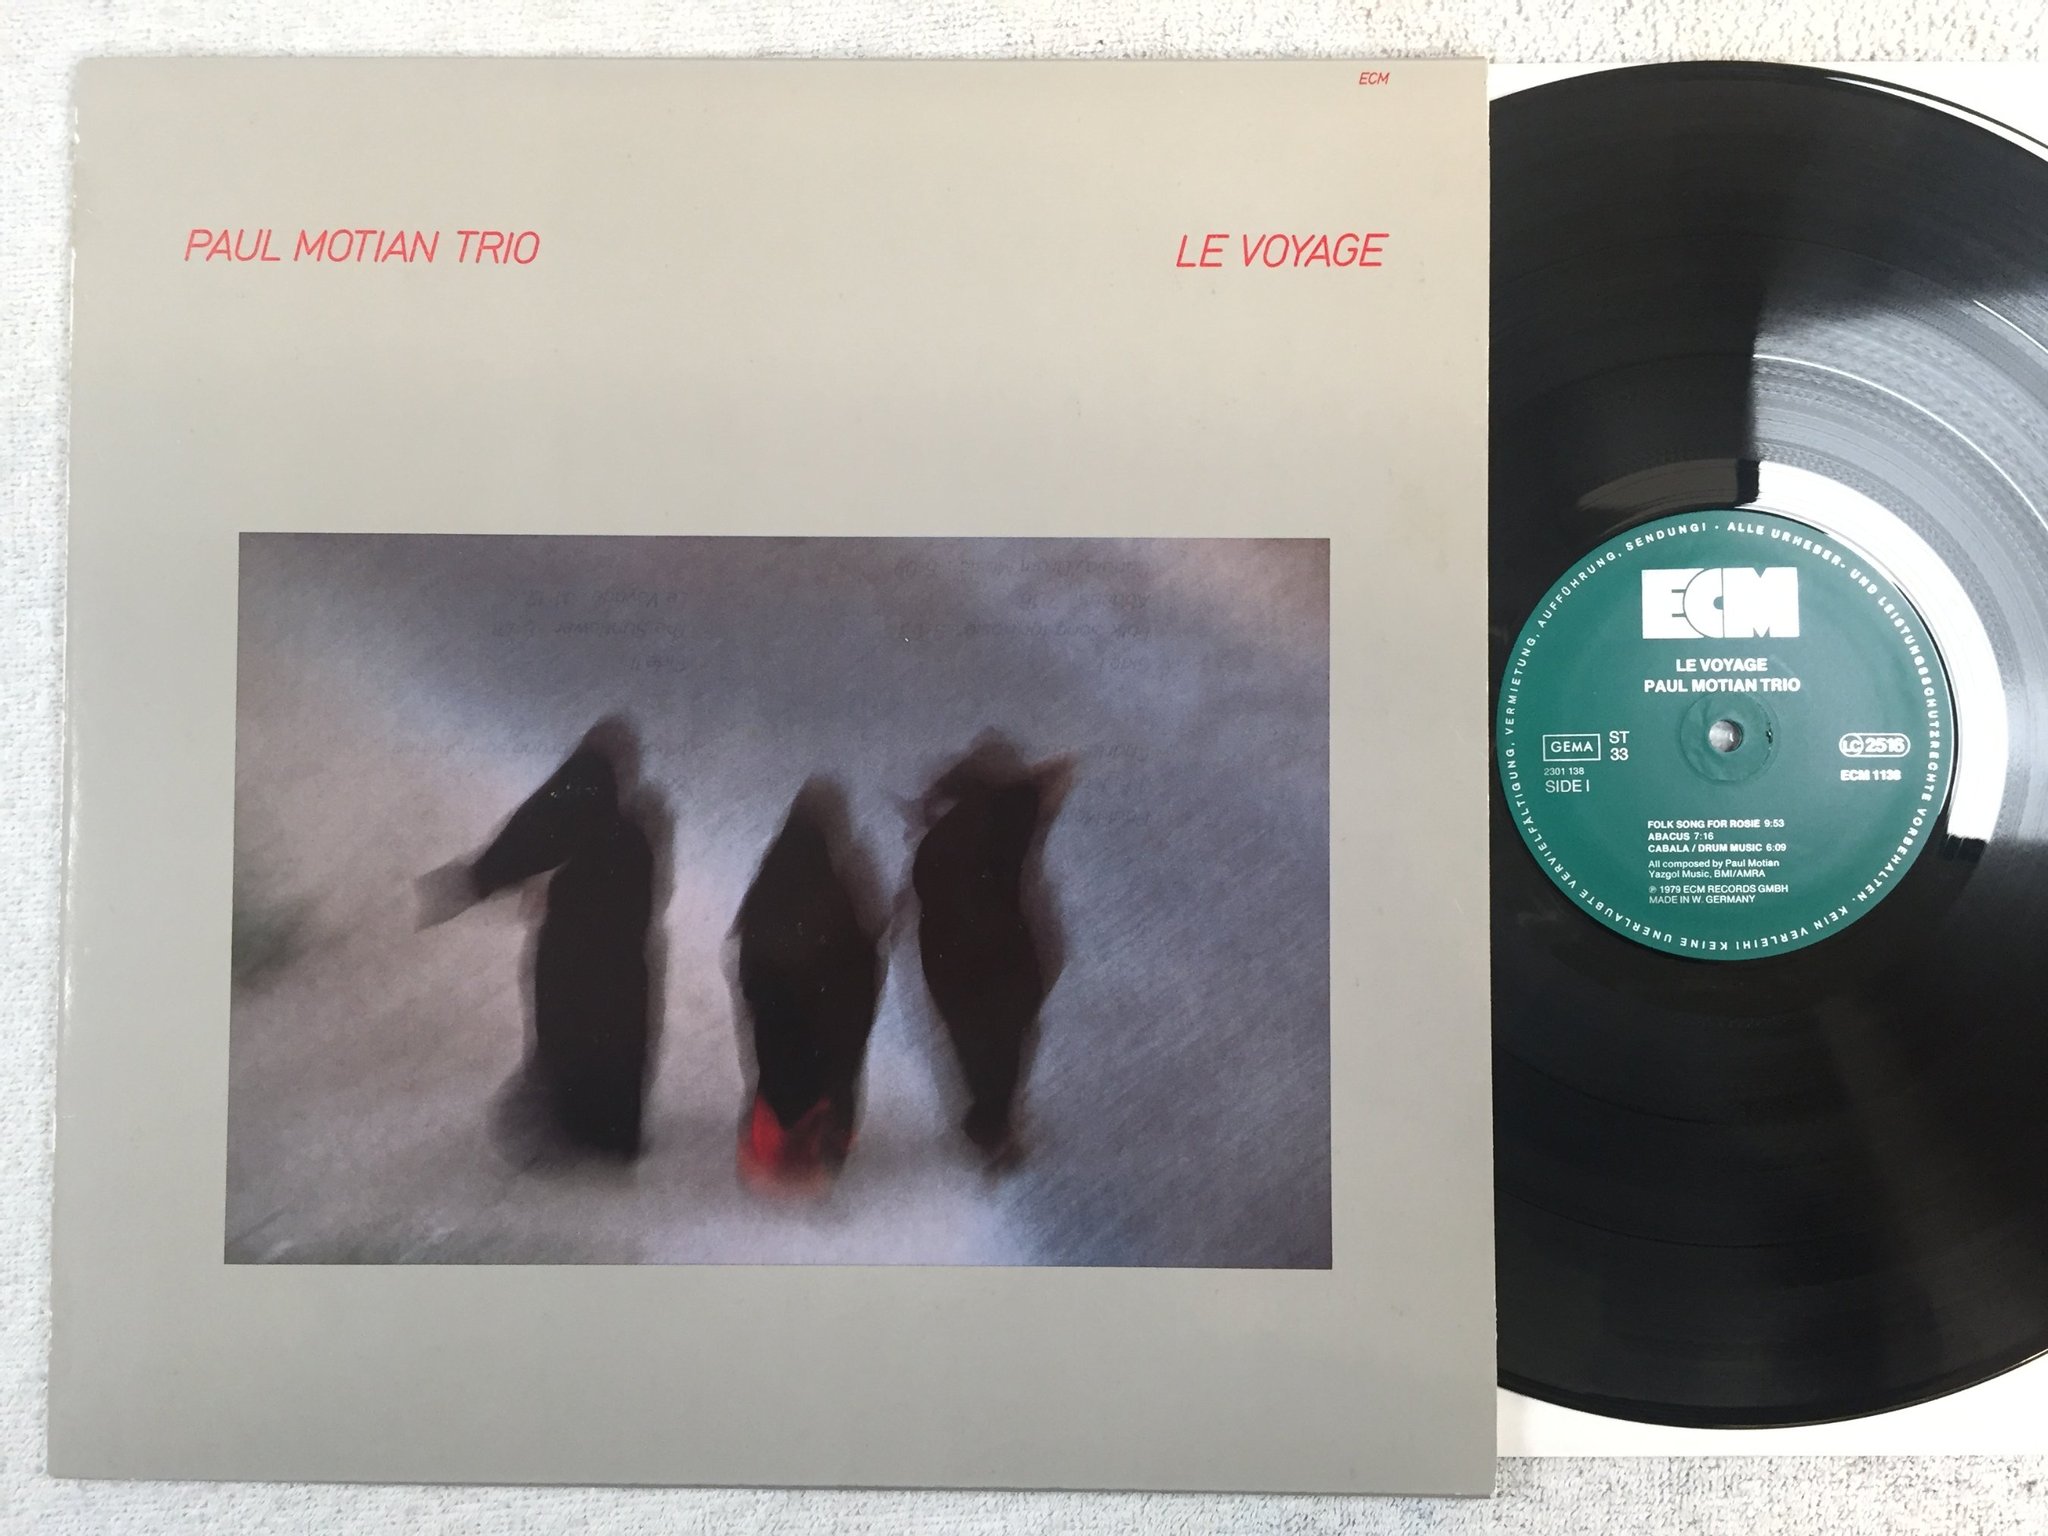 ECM
PAUL MOTIAN TRIO
LE VOYAGE
ECM
LE VOYAGE
PAUL MOTIAN TRIO
GEMA
ST
33
2301 138
SIDE I
LC 2516
ECM 1138
FOLK SONG FOR ROSIE 9:53
ABACUS 7:16
CABALA / DRUM MUSIC 6:09
All composed by Paul Motian
Yazgol Music, BMI/AMRA
℗ 1979 ECM RECORDS GMBH
MADE IN W. GERMANY
ALLE URHEBER- UND LEISTUNGSSCHUTZRECHTE VORBEHALTEN. KEIN VERLEIH! KEINE UNERLAUBTE VERVIELFÄLTIGUNG, VERMIETUNG, AUFFÜHRUNG, SENDUNG! ·